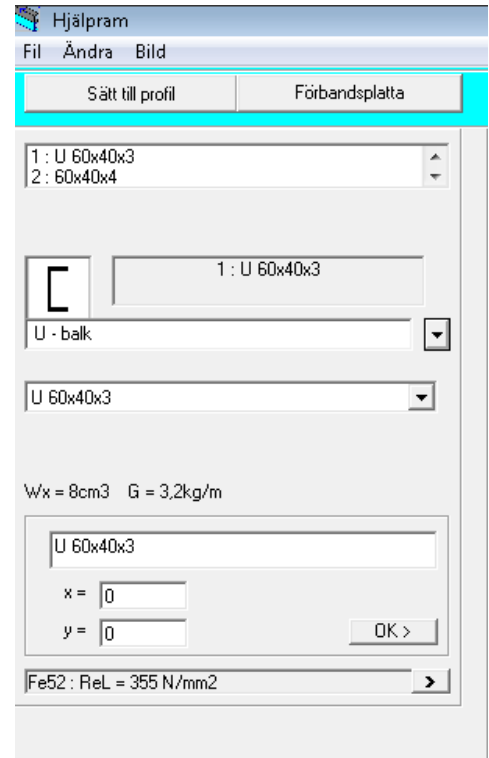 Hjälpram
Fil Ändra Bild
Sätt till profil Förbandsplatta
1 : U 60x40x3
2 : 60x40x4
1 : U 60x40x3
U - balk
U 60x40x3
Wx = 8cm3 G = 3,2kg/m
U 60x40x3
x = 0
y = 0 OK >
Fe52 : ReL = 355 N/mm2 >